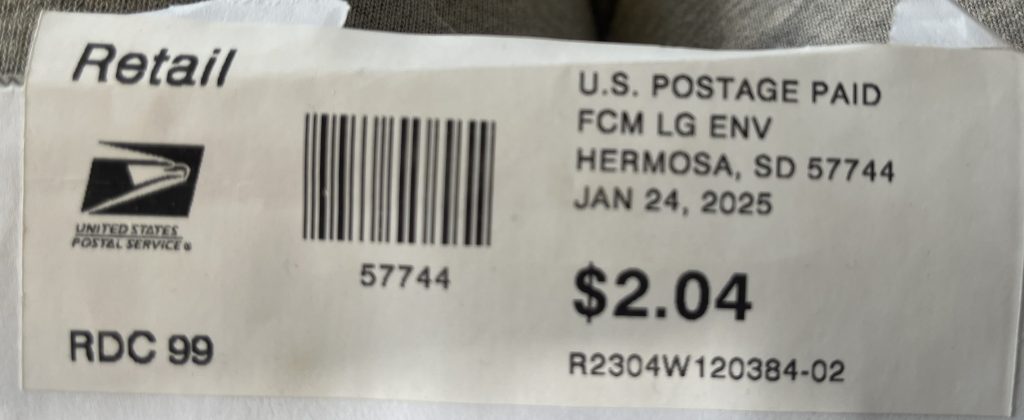 Retail
UNITED STATES
POSTAL SERVICE®
57744
RDC 99
U.S. POSTAGE PAID
FCM LG ENV
HERMOSA, SD 57744
JAN 24, 2025
$2.04
R2304W120384-02